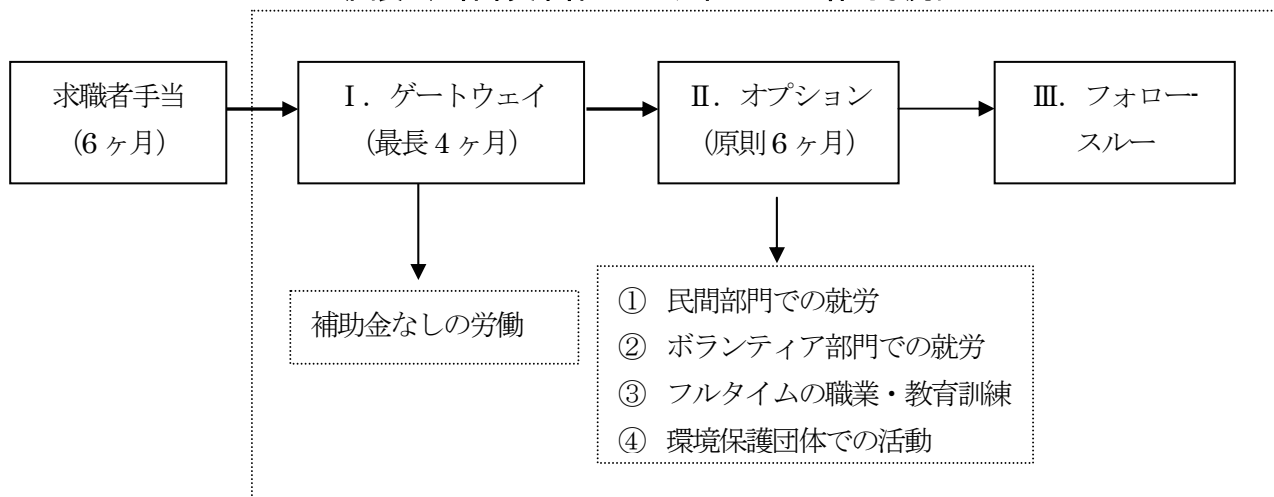 求職者手当
(6 ヶ月)
Ⅰ．ゲートウェイ
(最長 4 ヶ月)
Ⅱ．オプション
(原則 6 ヶ月)
Ⅲ．フォロー-
スルー
補助金なしの労働
① 民間部門での就労
② ボランティア部門での就労
③ フルタイムの職業・教育訓練
④ 環境保護団体での活動